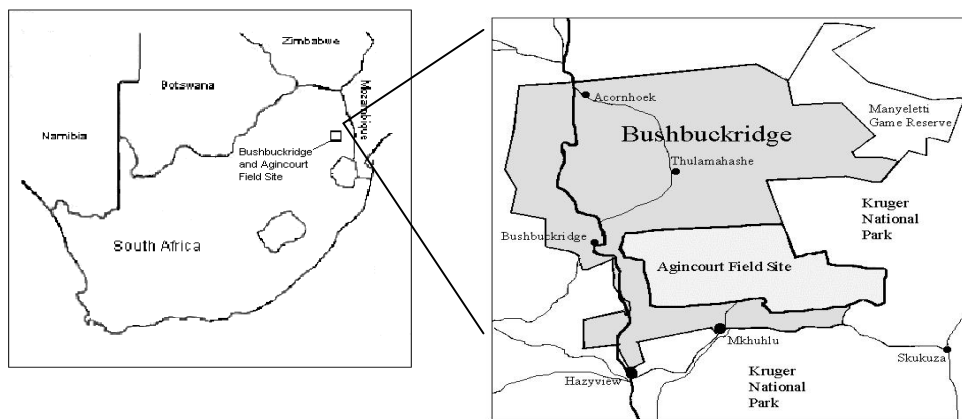 Zimbabwe
Botswana
Mozambique
Namibia
Bushbuckridge
and Agincourt
Field Site
South Africa
Acornhoek
Manyeletti
Game Reserve
Bushbuckridge
Thulamahashe
Kruger
National
Park
Bushbuckridge
Agincourt Field Site
Mkhuhlu
Skukuza
Hazyview
Kruger
National
Park